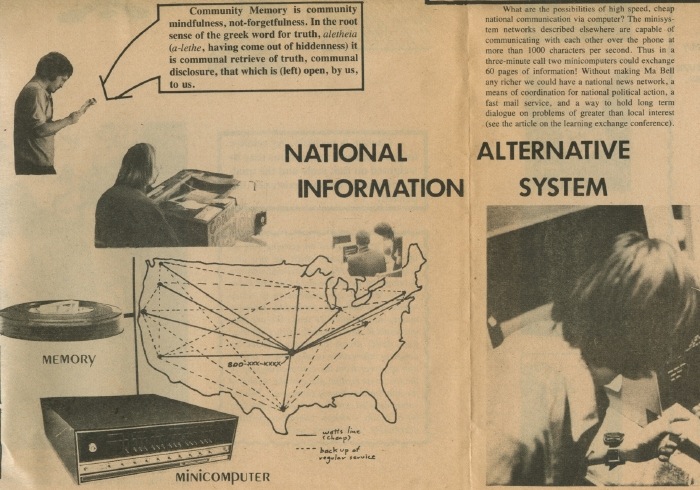 Community Memory is community
mindfulness, not-forgetfulness. In the root
sense of the greek word for truth, aletheia
(a-lethe, having come out of hiddenness) it
is communal retrieve of truth, communal
disclosure, that which is (left) open, by us,
to us.
What are the possibilities of high speed, cheap
national communication via computer? The minisys-
tem networks described elsewhere are capable of
communicating with each other over the phone at
more than 1000 characters per second. Thus in a
three-minute call two minicomputers could exchange
60 pages of information! Without making Ma Bell
any richer we could have a national news network, a
means of coordination for national political action, a
fast mail service, and a way to hold long term
dialogue on problems of greater than local interest
(see the article on the learning exchange conference).
NATIONAL ALTERNATIVE
INFORMATION SYSTEM
800-XXX-XXXX
MEMORY
watts line
(cheap)
back up of
regular service
MINICOMPUTER